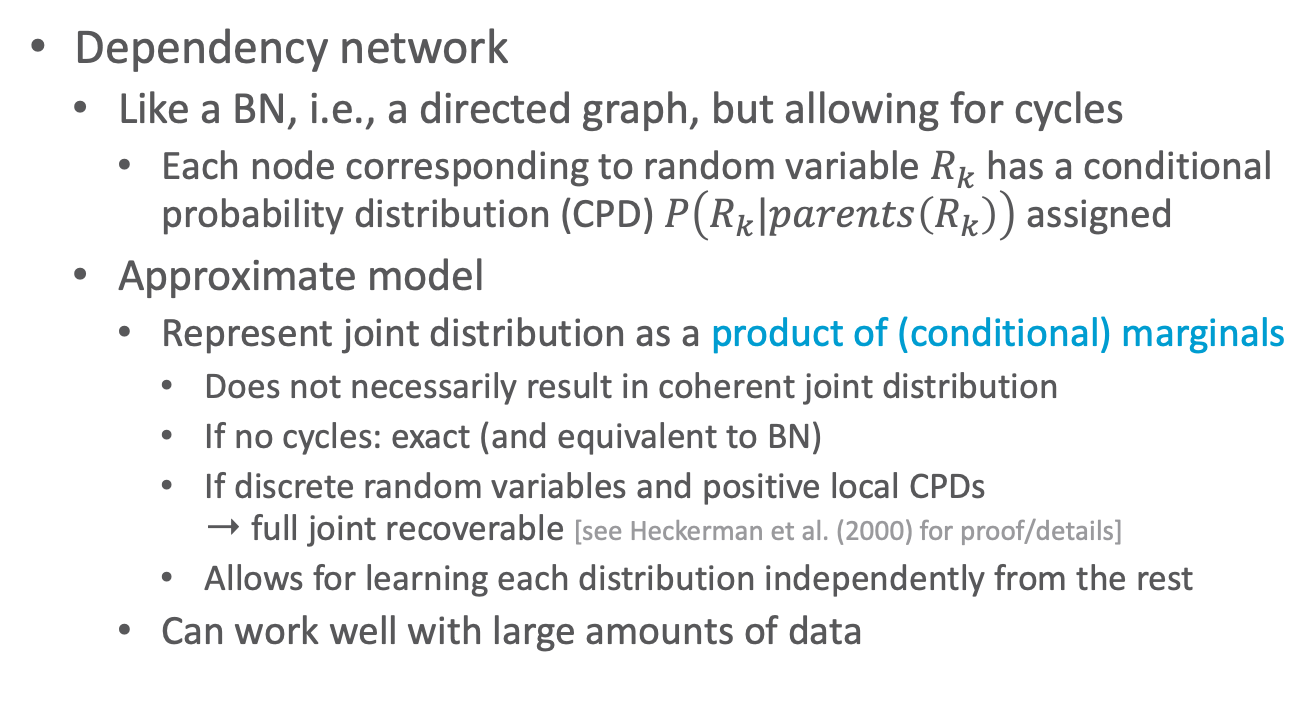 • Dependency network
• Like a BN, i.e., a directed graph, but allowing for cycles
• Each node corresponding to random variable $R_k$ has a conditional
probability distribution (CPD) $P(R_k|parents(R_k))$ assigned
• Approximate model
• Represent joint distribution as a product of (conditional) marginals
• Does not necessarily result in coherent joint distribution
• If no cycles: exact (and equivalent to BN)
• If discrete random variables and positive local CPDs
→ full joint recoverable [see Heckerman et al. (2000) for proof/details]
• Allows for learning each distribution independently from the rest
• Can work well with large amounts of data